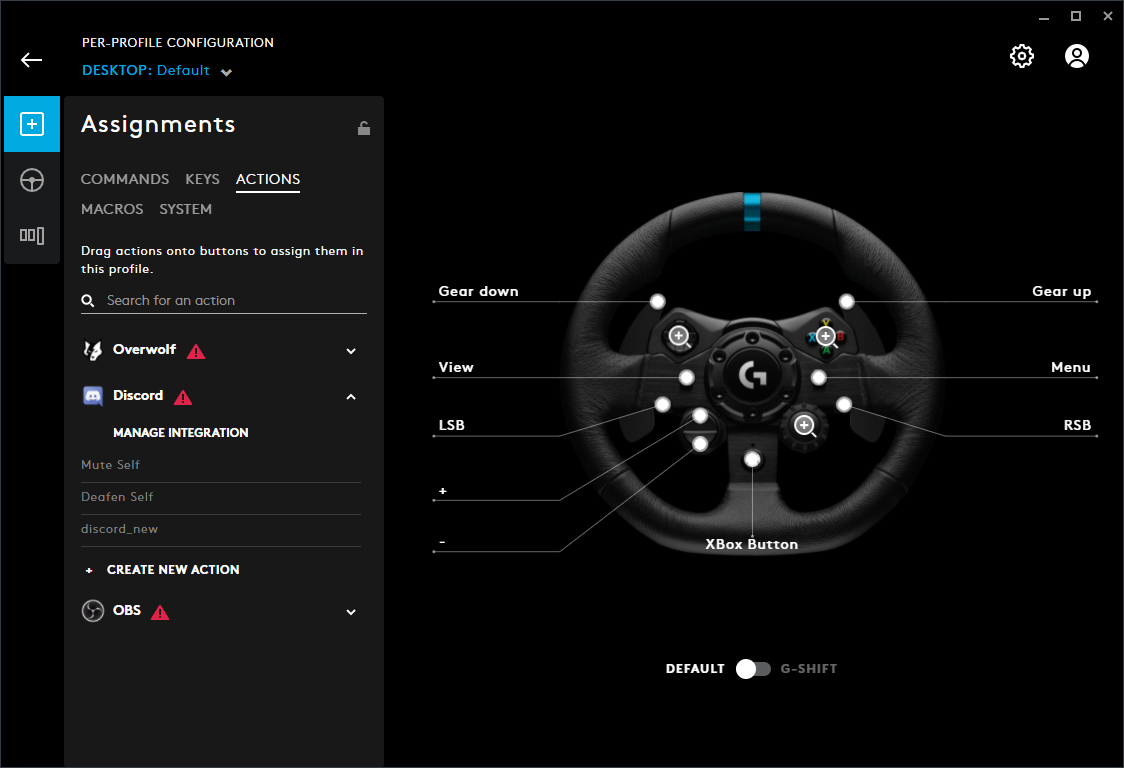 PER-PROFILE CONFIGURATION
DESKTOP: Default
Assignments
COMMANDS KEYS ACTIONS
MACROS SYSTEM
Drag actions onto buttons to assign them in
this profile.
Search for an action
Overwolf
Discord
MANAGE INTEGRATION
Mute Self
Deafen Self
discord_new
+ CREATE NEW ACTION
OBS
Gear down
Gear up
View
Menu
LSB
RSB
+
-
XBox Button
Y
X
B
A
DEFAULT G-SHIFT